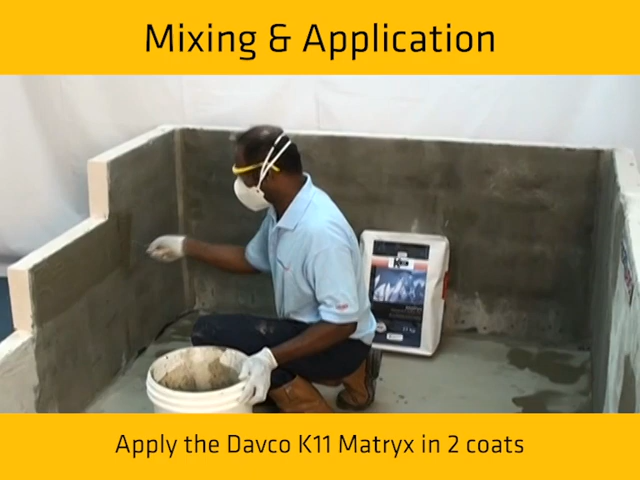 Mixing & Application
Apply the Davco K11 Matryx in 2 coats